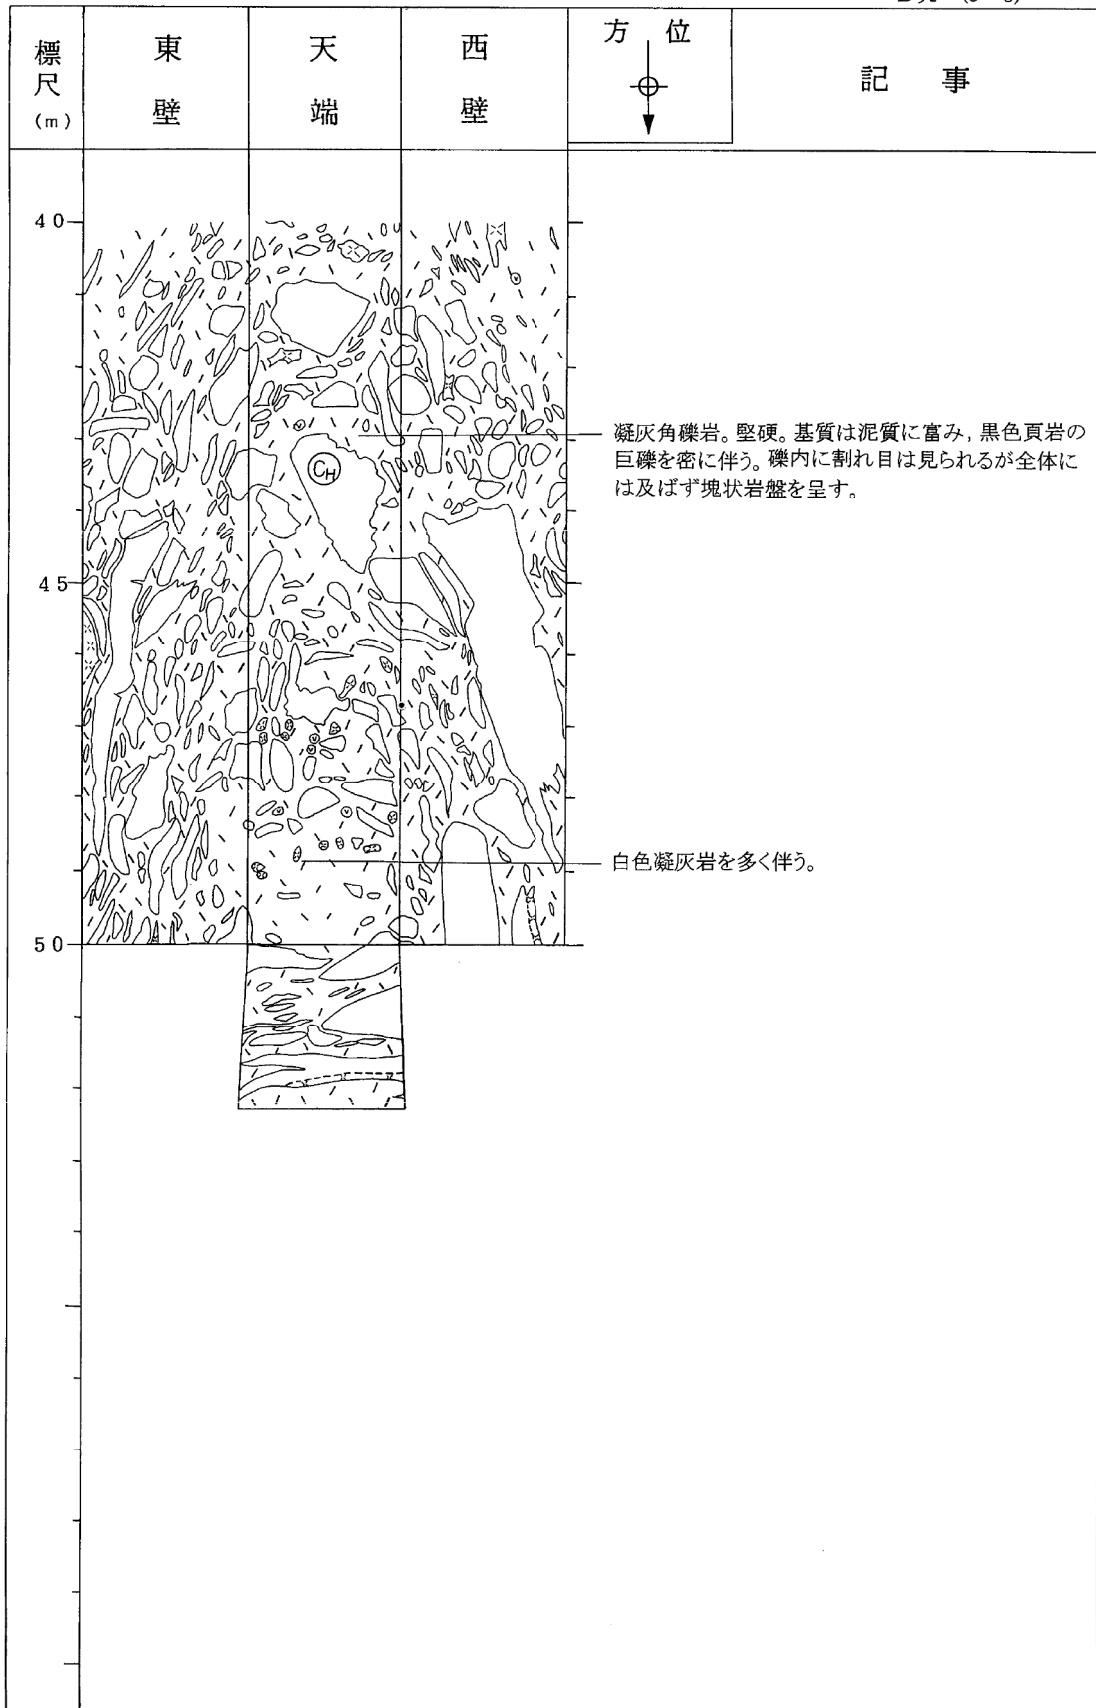 標尺
(m)
東壁
天端
西壁
方位
記事
40
凝灰角礫岩。堅硬。基質は泥質に富み，黒色頁岩の
巨礫を密に伴う。礫内に割れ目は見られるが全体に
は及ばず塊状岩盤を呈す。
CH
45
白色凝灰岩を多く伴う。
50